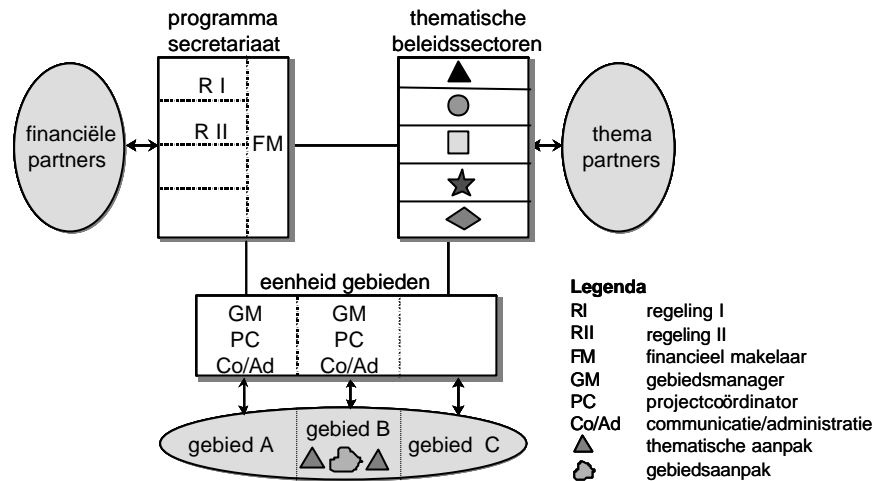 programma
secretariaat
thematische
beleidssectoren
R I
R II
FM
financiële
partners
thema
partners
eenheid gebieden
GM
PC
Co/Ad
GM
PC
Co/Ad
gebied A
gebied B
gebied C
Legenda
RI regeling I
RII regeling II
FM financieel makelaar
GM gebiedsmanager
PC projectcoördinator
Co/Ad communicatie/administratie
thematische aanpak
gebiedsaanpak